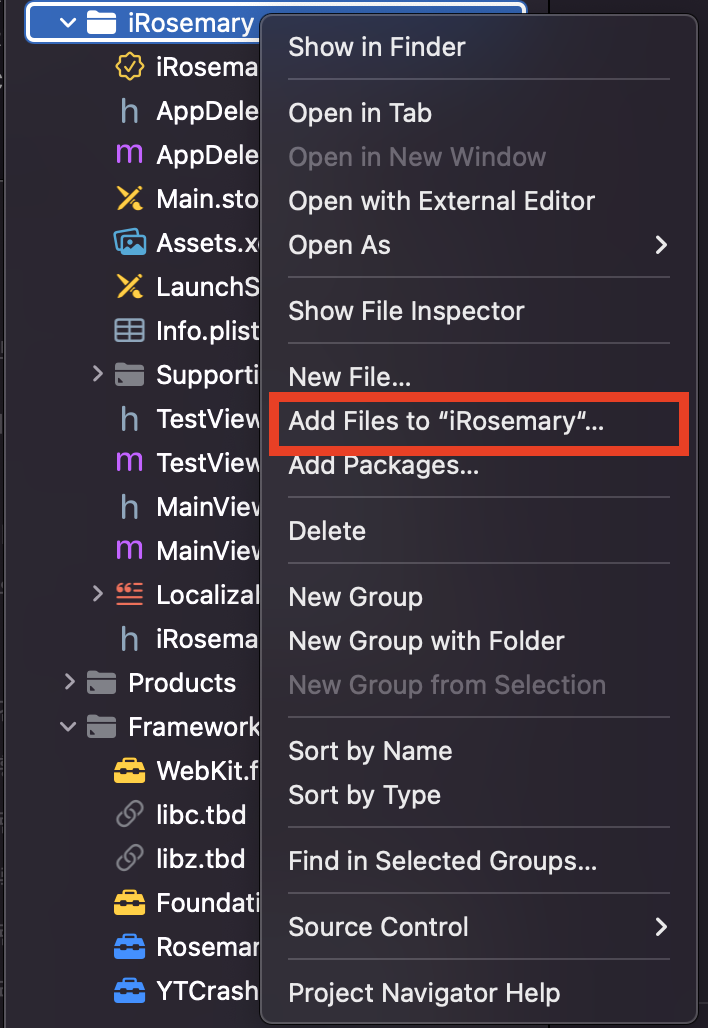 iRosemary
iRosema
h AppDele
m AppDele
Main.sto
Assets.x
LaunchS
Info.plist
Supporti
h TestView
m TestView
h MainView
m MainView
Localizal
h iRosema
Products
Framework
WebKit.f
libc.tbd
libz.tbd
Foundati
Rosemar
YTCrash
Show in Finder
Open in Tab
Open in New Window
Open with External Editor
Open As
Show File Inspector
New File...
Add Files to “iRosemary“...
Add Packages...
Delete
New Group
New Group with Folder
New Group from Selection
Sort by Name
Sort by Type
Find in Selected Groups...
Source Control
Project Navigator Help